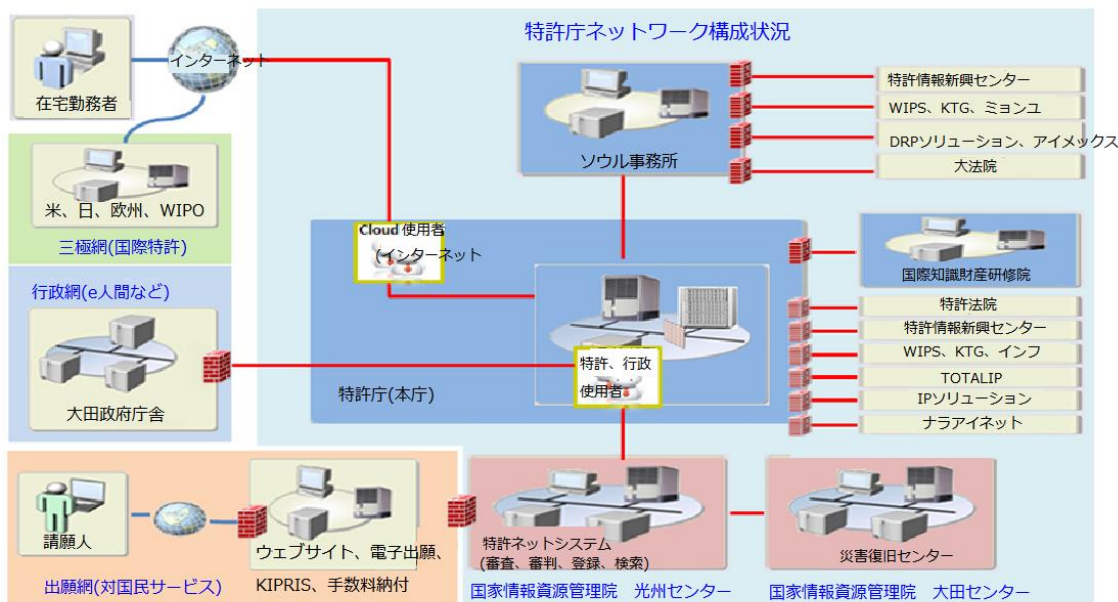 特許庁ネットワーク構成状況
インターネット
在宅勤務者
米、日、欧州、WIPO
三極網(国際特許)
行政網(e人間など)
大田政府庁舎
ソウル事務所
特許情報新興センター
WIPS、KTG、ミョンユ
DRPソリューション、アイメックス
大法院
Cloud 使用者
(インターネット
特許、行政
使用者
特許庁(本庁)
国際知識財産研修院
特許法院
特許情報新興センター
WIPS、KTG、インフ
TOTALIP
IPソリューション
ナラアイネット
請願人
ウェブサイト、電子出願、
KIPRIS、手数料納付
出願網(対国民サービス)
特許ネットシステム
(審査、審判、登録、検索)
国家情報資源管理院　光州センター
災害復旧センター
国家情報資源管理院　大田センター